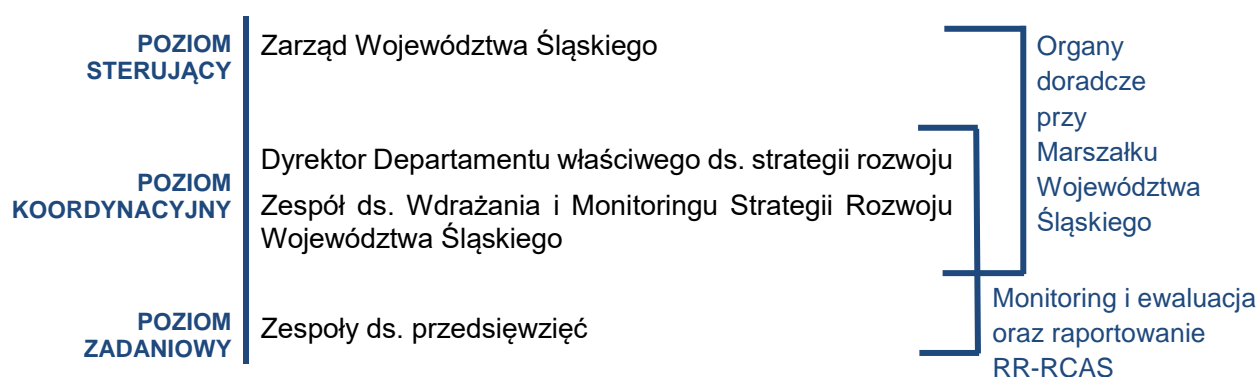 POZIOM
STERUJĄCY
Zarząd Województwa Śląskiego
POZIOM
KOORDYNACYJNY
Dyrektor Departamentu właściwego ds. strategii rozwoju
Zespół ds. Wdrażania i Monitoringu Strategii Rozwoju
Województwa Śląskiego
POZIOM
ZADANIOWY
Zespoły ds. przedsięwzięć
Organy
doradcze
przy
Marszałku
Województwa
Śląskiego
Monitoring i ewaluacja
oraz raportowanie
RR-RCAS